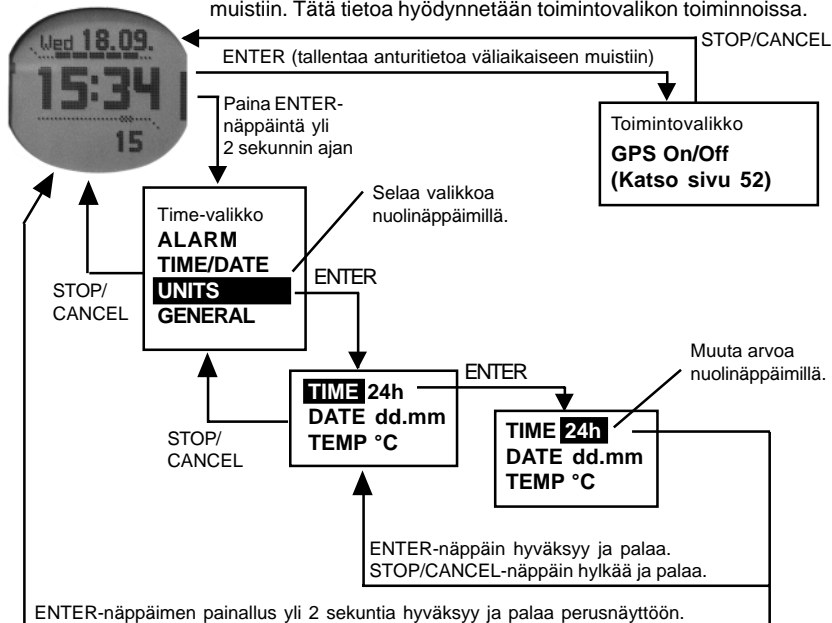 muistiin. Tätä tietoa hyödynnetään toimintovalikon toiminnoissa.
Wed 18.09.
15:34
15
STOP/CANCEL
ENTER (tallentaa anturitietoa väliaikaiseen muistiin)
Paina ENTER-
näppäintä yli
2 sekunnin ajan
Toimintovalikko
GPS On/Off
(Katso sivu 52)
Selaa valikkoa
nuolinäppäimillä.
Time-valikko
ALARM
TIME/DATE
UNITS
GENERAL
STOP/
CANCEL
ENTER
Muuta arvoa
nuolinäppäimillä.
TIME 24h
DATE dd.mm
TEMP °C
ENTER
STOP/
CANCEL
TIME 24h
DATE dd.mm
TEMP °C
ENTER-näppäin hyväksyy ja palaa.
STOP/CANCEL-näppäin hylkää ja palaa.
ENTER-näppäimen painallus yli 2 sekuntia hyväksyy ja palaa perusnäyttöön.